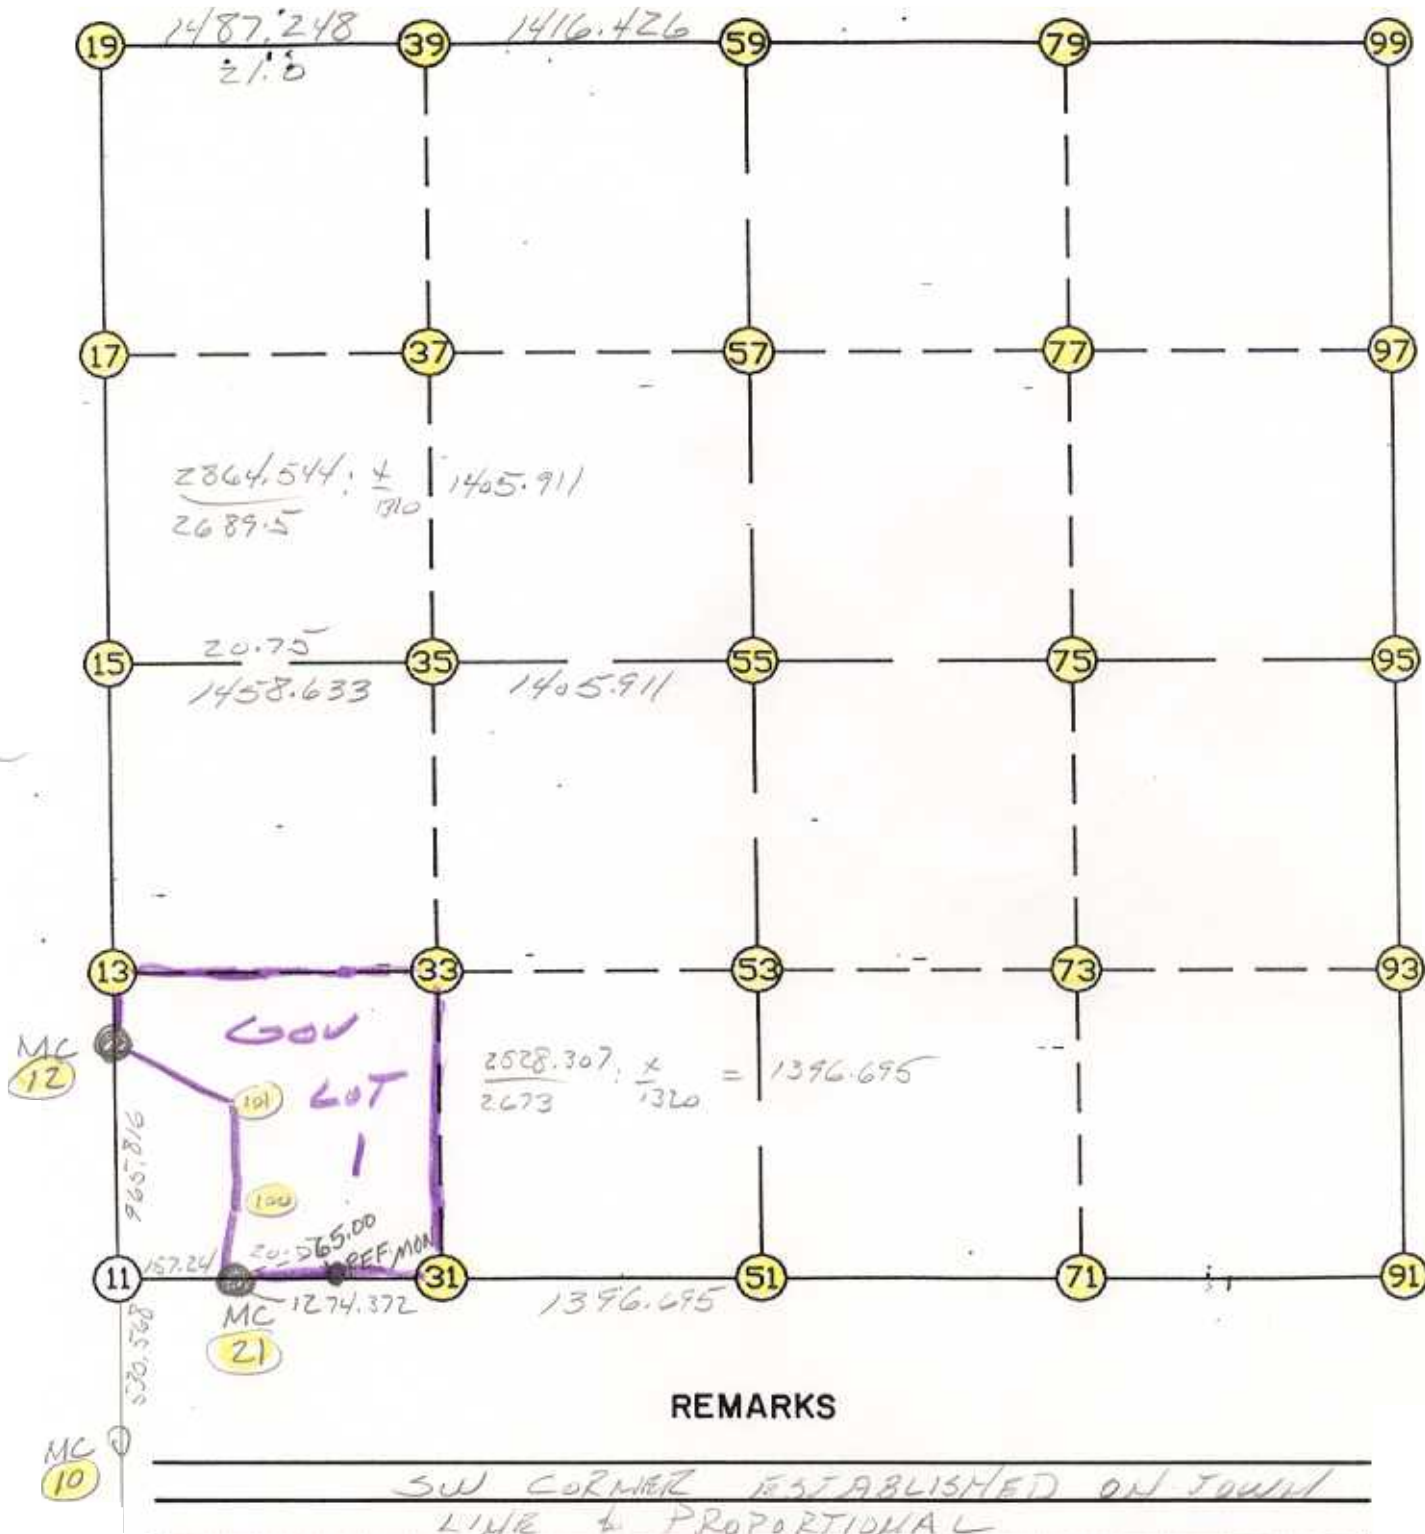 19 39 59 79 99
1487.248 1416.426
21.5
17 37 57 77 97
2864.544 : x 1405.911
2689.5 1320
20.75
15 35 55 75 95
1458.633 1405.911
13 33 53 73 93
GOV
MC
12
2528.307 : x = 1396.695
2673 1320
101 LOT
1
965.816
100
65.00
157.24 REF. MON
11 31 51 71 91
1274.372 1396.695
MC
21
530.568
REMARKS
MC
10
SW CORNER ESTABLISHED ON TOWN
LINE & PROPORTIONAL